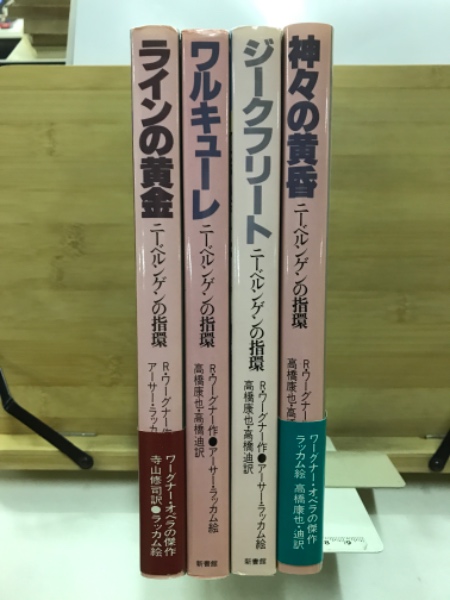 ラインの黄金
ニーベルンゲンの指環
R・ワーグナー
アーサー・ラッカ
ワーグナー・オペラの傑作
寺山修司訳●ラッカム絵
ワルキューレ
ニーベルンゲンの指環
R・ワーグナー作●アーサー・ラッカム絵
高橋康也・高橋迪訳
新書館
ジークフリート
ニーベルンゲンの指環
R・ワーグナー作●アーサー・ラッカム絵
高橋康也・高橋迪訳
新書館
神々の黄昏
ニーベルンゲンの指環
R・ワーグナー
高橋康也・高
ワーグナー・オペラの傑作
ラッカム絵 高橋康也・迪訳
新書館